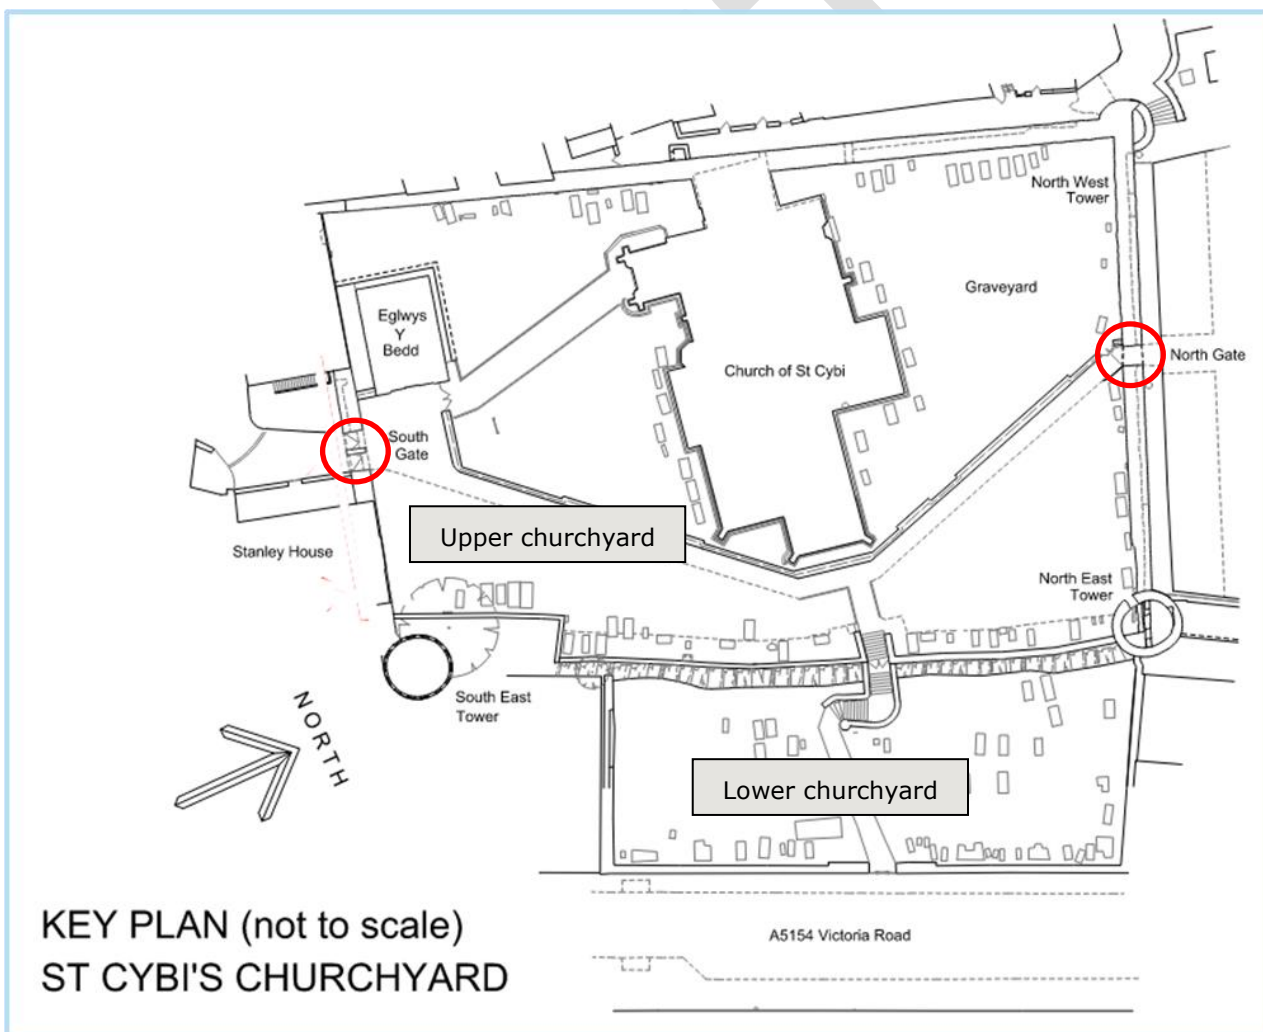 North West
Tower
Graveyard
Eglwys
Y
Bedd
Church of St Cybi
North Gate
South
Gate
Upper churchyard
Stanley House
North East
Tower
South East
Tower
NORTH
Lower churchyard
A5154 Victoria Road
KEY PLAN (not to scale)
ST CYBI'S CHURCHYARD